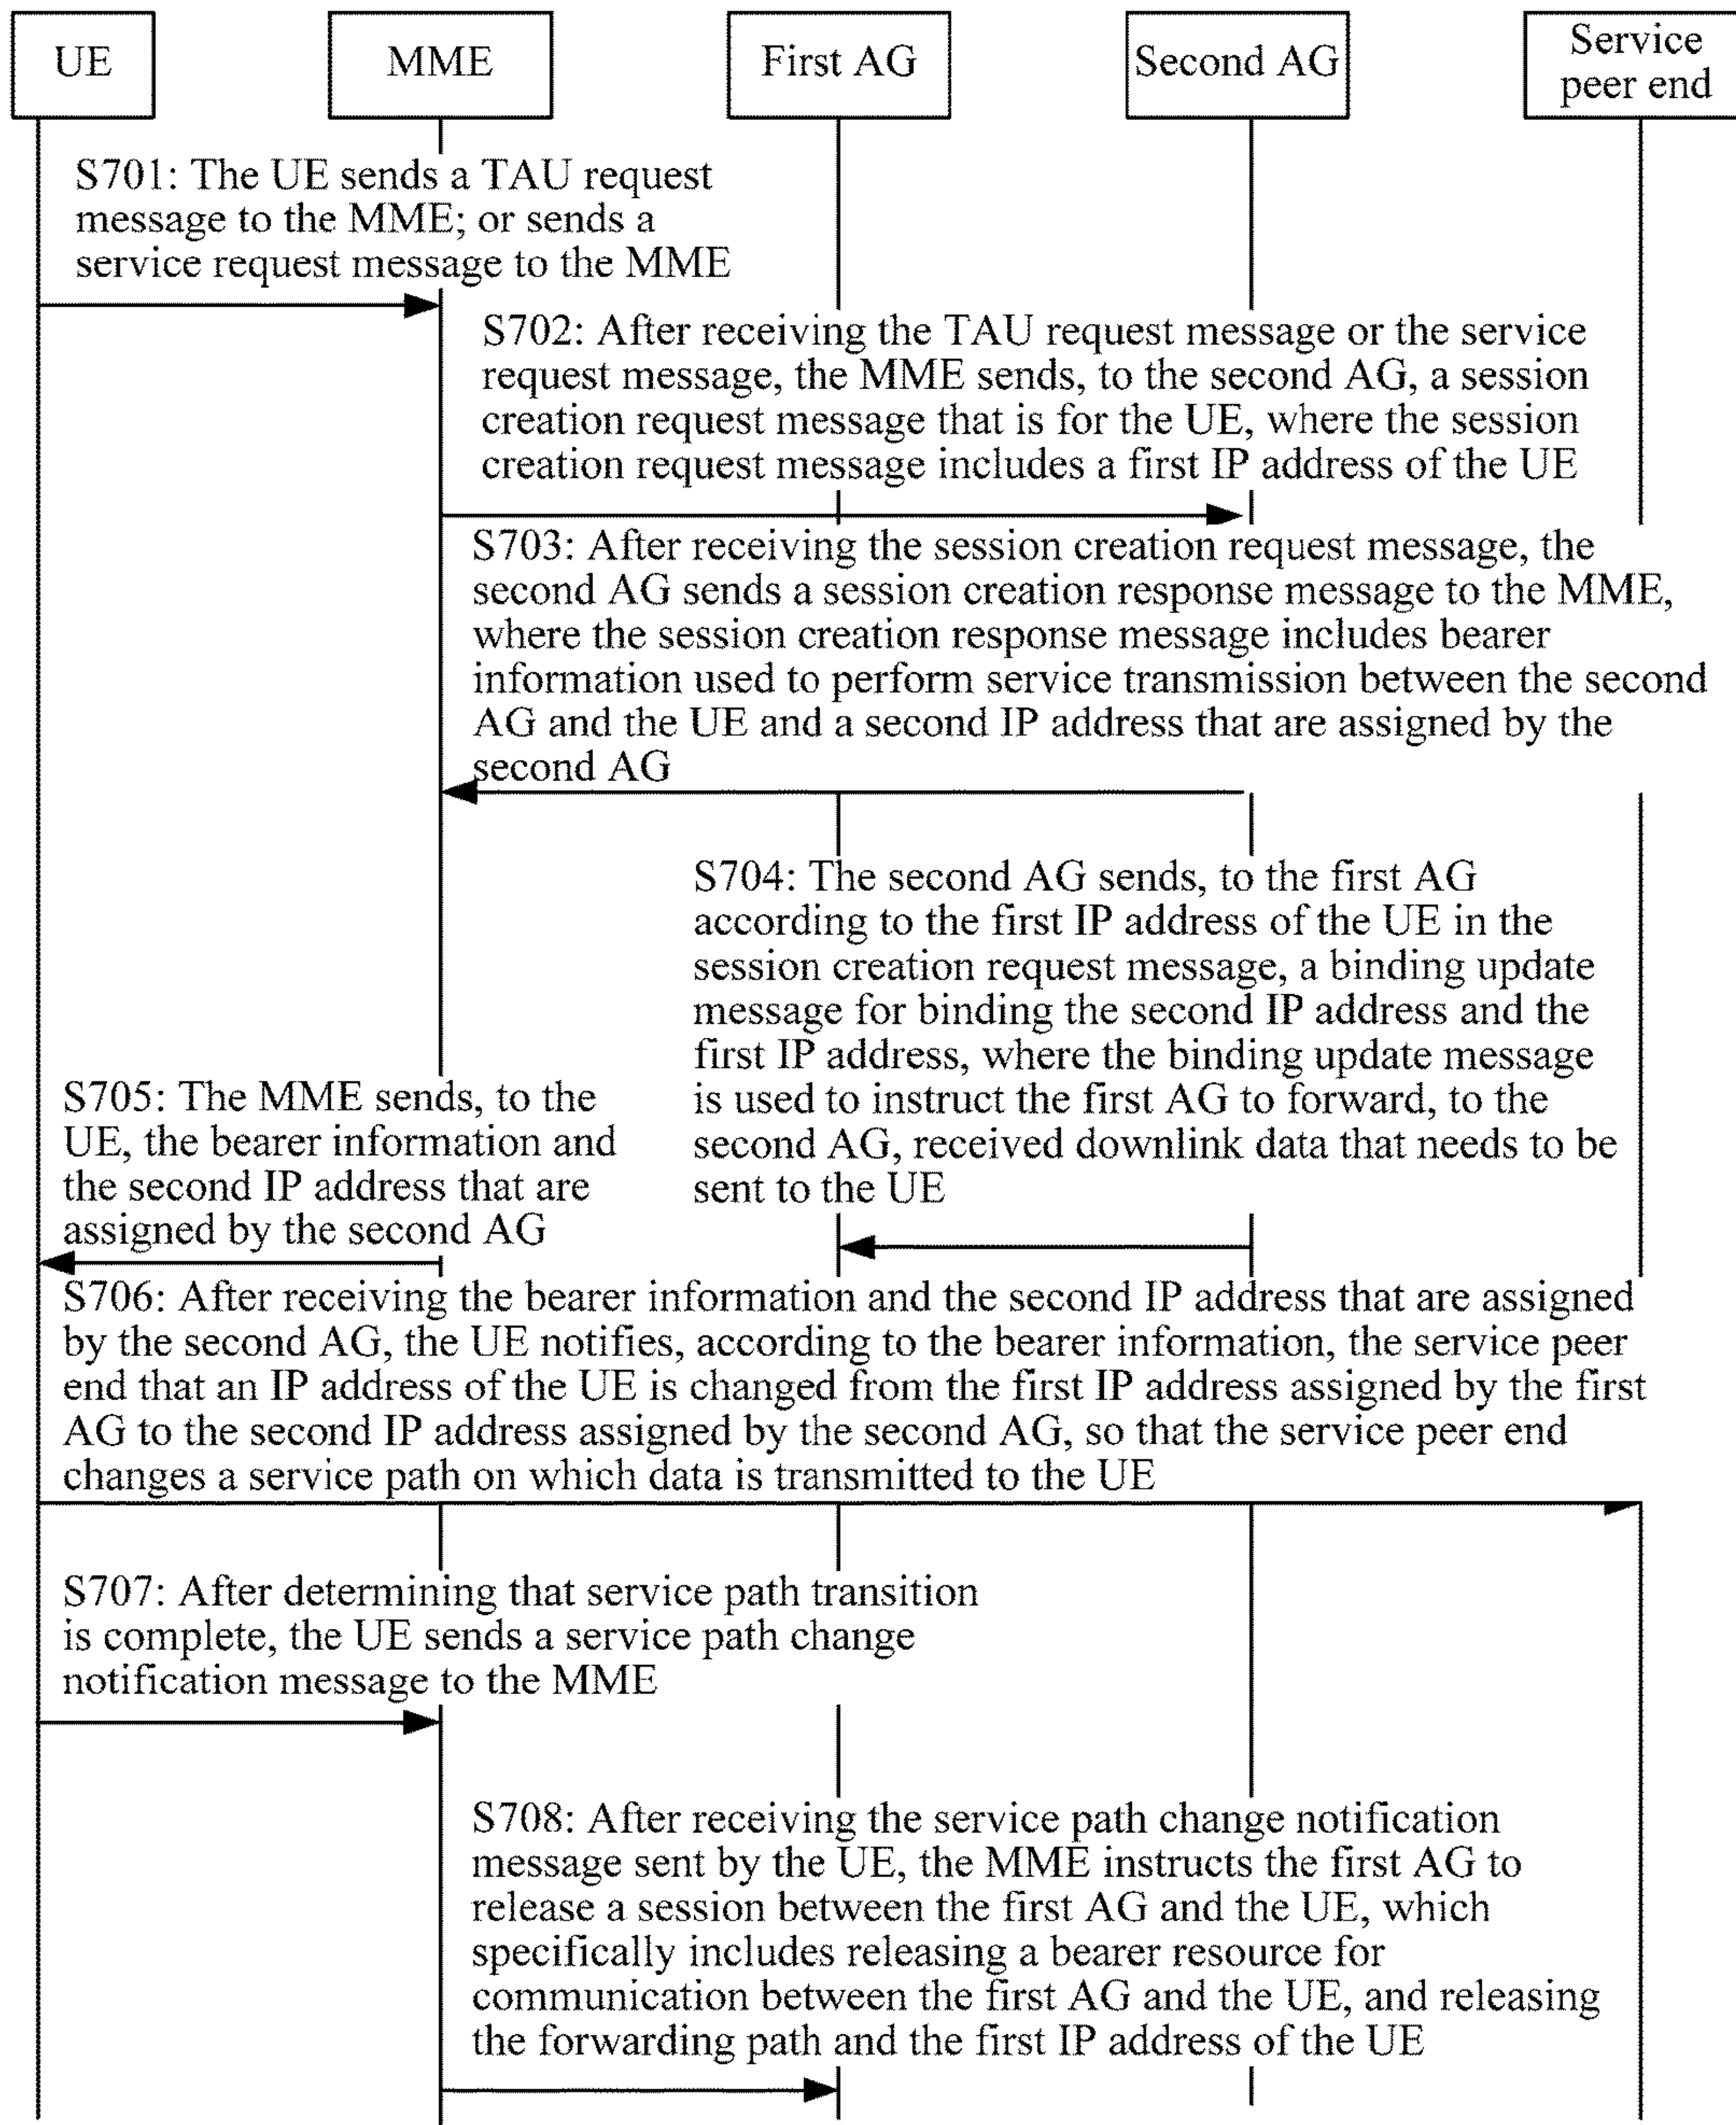 UE
MME
First AG
Second AG
Service
peer end
S701: The UE sends a TAU request
message to the MME; or sends a
service request message to the MME
S702: After receiving the TAU request message or the service
request message, the MME sends, to the second AG, a session
creation request message that is for the UE, where the session
creation request message includes a first IP address of the UE
S703: After receiving the session creation request message, the
second AG sends a session creation response message to the MME,
where the session creation response message includes bearer
information used to perform service transmission between the second
AG and the UE and a second IP address that are assigned by the
second AG
S704: The second AG sends, to the first AG
according to the first IP address of the UE in the
session creation request message, a binding update
message for binding the second IP address and the
first IP address, where the binding update message
is used to instruct the first AG to forward, to the
second AG, received downlink data that needs to be
sent to the UE
S705: The MME sends, to the
UE, the bearer information and
the second IP address that are
assigned by the second AG
S706: After receiving the bearer information and the second IP address that are assigned
by the second AG, the UE notifies, according to the bearer information, the service peer
end that an IP address of the UE is changed from the first IP address assigned by the first
AG to the second IP address assigned by the second AG, so that the service peer end
changes a service path on which data is transmitted to the UE
S707: After determining that service path transition
is complete, the UE sends a service path change
notification message to the MME
S708: After receiving the service path change notification
message sent by the UE, the MME instructs the first AG to
release a session between the first AG and the UE, which
specifically includes releasing a bearer resource for
communication between the first AG and the UE, and releasing
the forwarding path and the first IP address of the UE